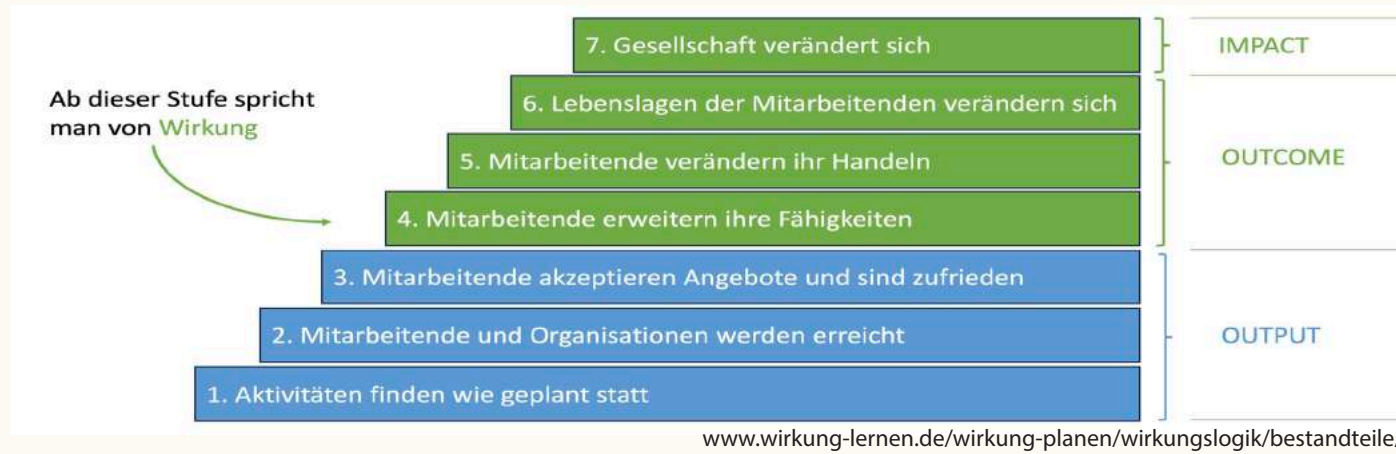 7. Gesellschaft verändert sich
IMPACT
Ab dieser Stufe spricht
man von Wirkung
6. Lebenslagen der Mitarbeitenden verändern sich
5. Mitarbeitende verändern ihr Handeln
OUTCOME
4. Mitarbeitende erweitern ihre Fähigkeiten
3. Mitarbeitende akzeptieren Angebote und sind zufrieden
2. Mitarbeitende und Organisationen werden erreicht
OUTPUT
1. Aktivitäten finden wie geplant statt
www.wirkung-lernen.de/wirkung-planen/wirkungslogik/bestandteile/